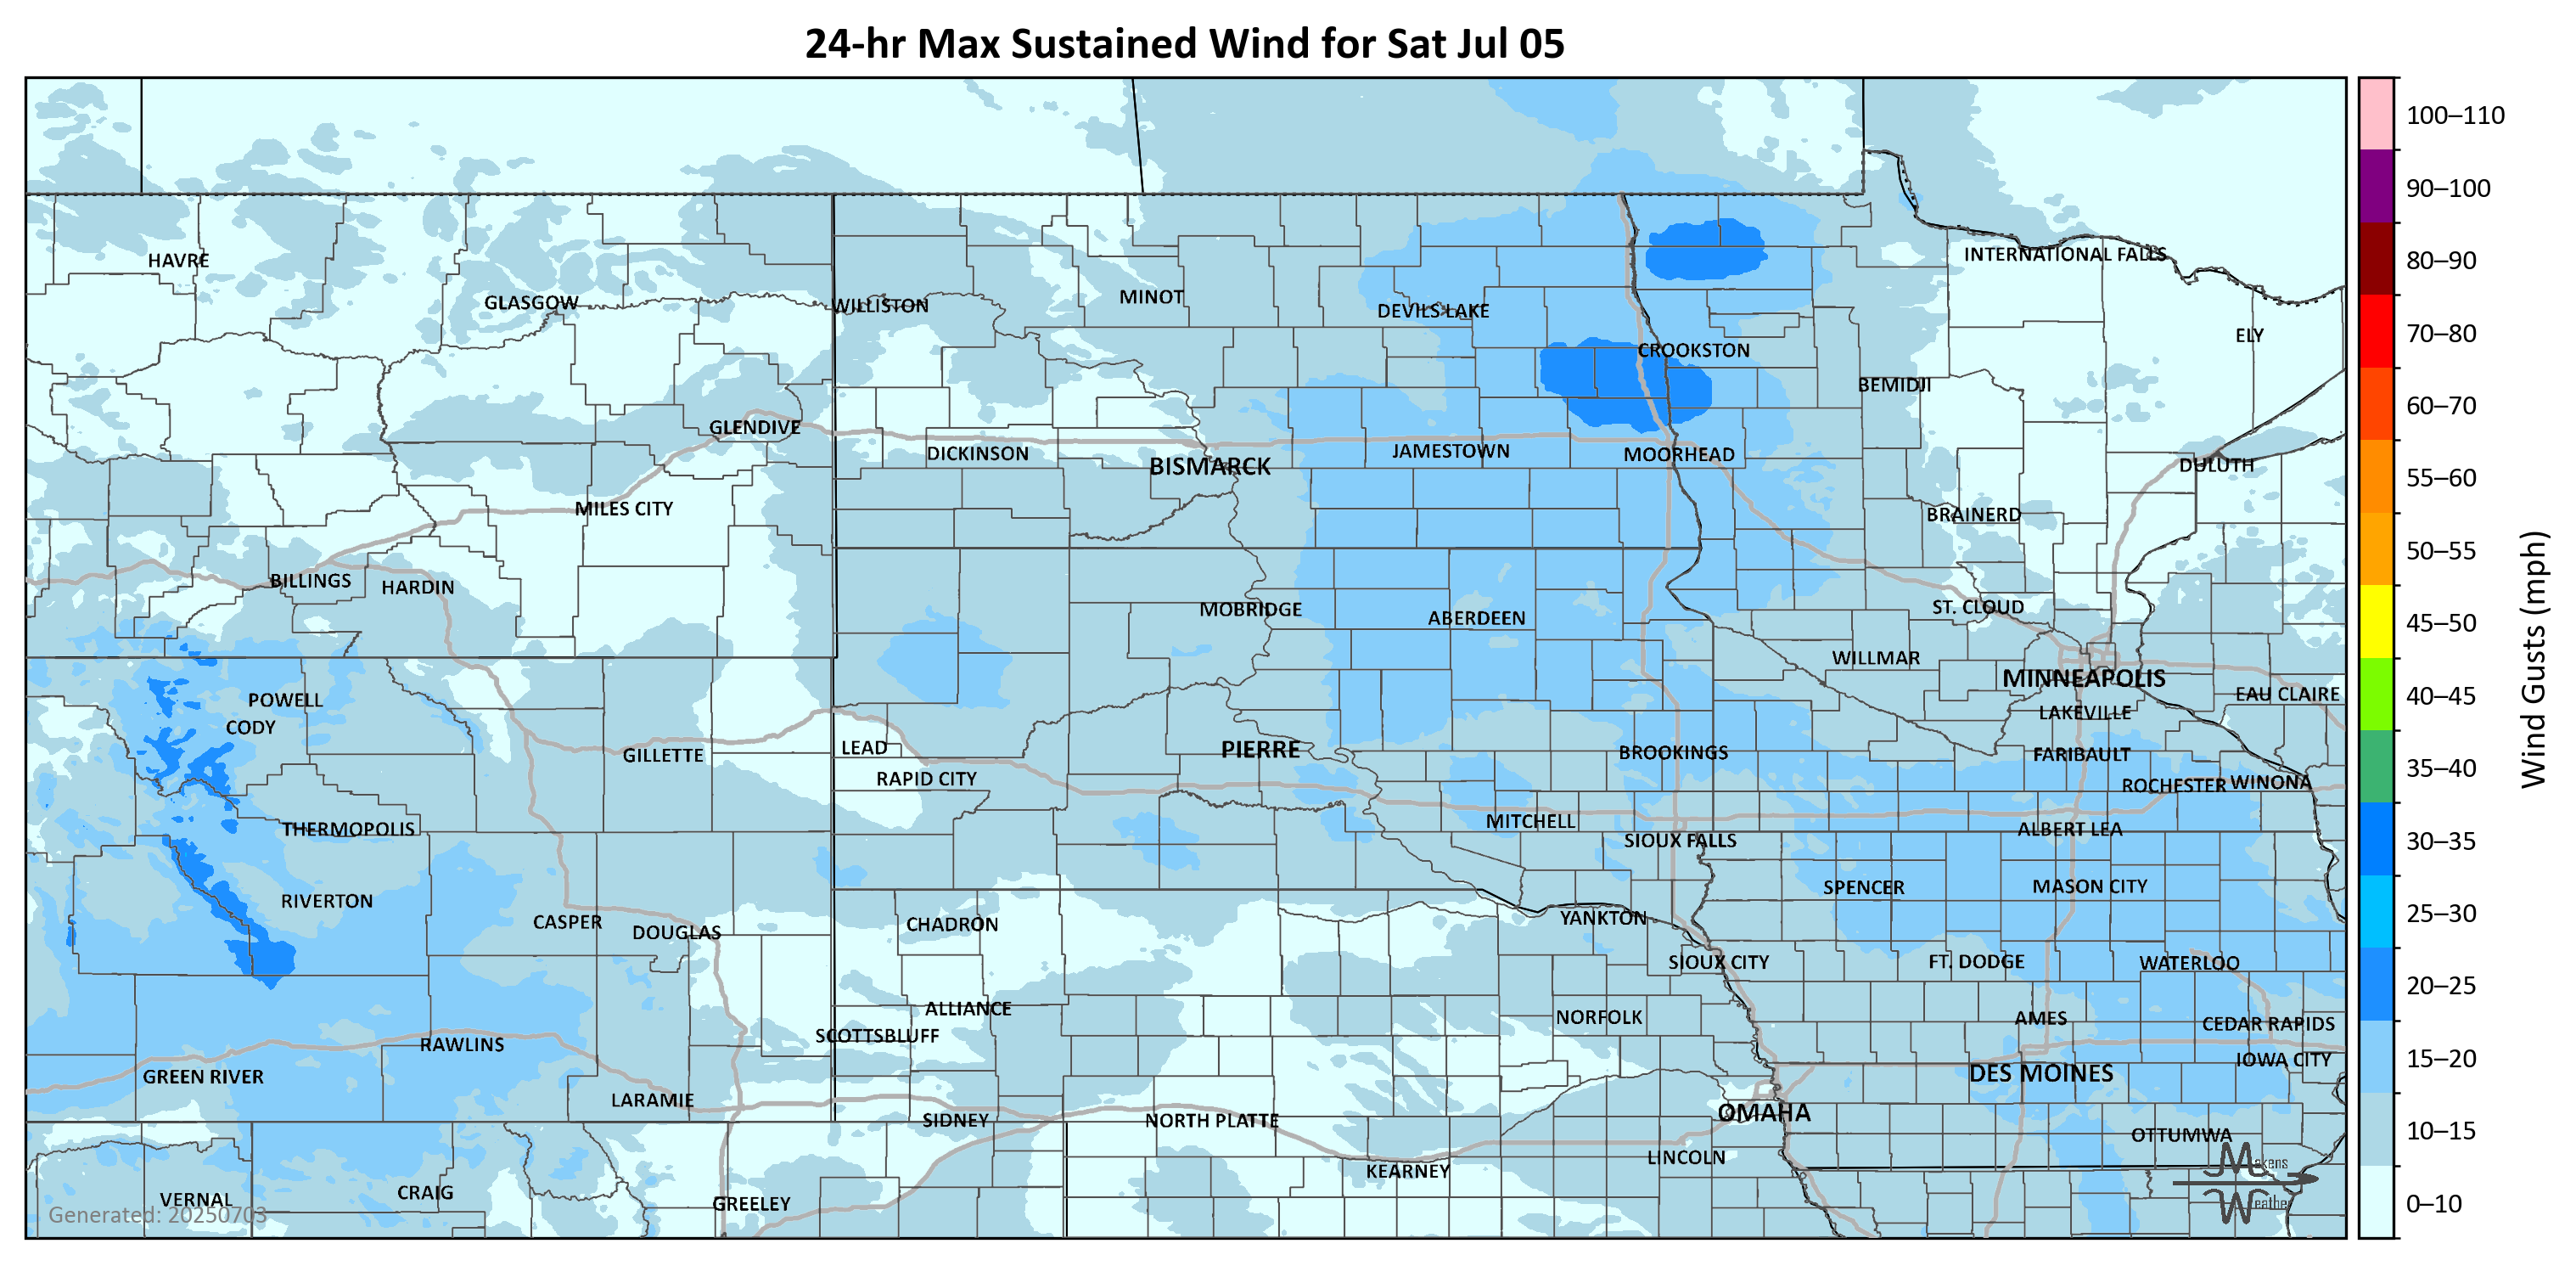 24-hr Max Sustained Wind for Sat Jul 05
100–110
90–100
80–90
70–80
60–70
55–60
50–55
45–50
40–45
35–40
30–35
25–30
20–25
15–20
10–15
0–10
Wind Gusts (mph)
HAVRE
INTERNATIONAL FALLS
GLASGOW
WILLISTON
MINOT
DEVILS LAKE
ELY
CROOKSTON
BEMIDJI
GLENDIVE
DICKINSON
BISMARCK
JAMESTOWN
MOORHEAD
DULUTH
MILES CITY
BRAINERD
BILLINGS
HARDIN
MOBRIDGE
ABERDEEN
ST. CLOUD
WILLMAR
MINNEAPOLIS
POWELL
EAU CLAIRE
CODY
LAKEVILLE
GILLETTE
LEAD
PIERRE
BROOKINGS
FARIBAULT
RAPID CITY
ROCHESTER
WINONA
THERMOPOLIS
MITCHELL
SIOUX FALLS
ALBERT LEA
RIVERTON
SPENCER
MASON CITY
CASPER
DOUGLAS
CHADRON
YANKTON
SIOUX CITY
FT. DODGE
WATERLOO
ALLIANCE
SCOTTSBLUFF
NORFOLK
AMES
CEDAR RAPIDS
RAWLINS
IOWA CITY
GREEN RIVER
DES MOINES
LARAMIE
SIDNEY
NORTH PLATTE
OMAHA
OTTUMWA
LINCOLN
KEARNEY
VERNAL
CRAIG
GREELEY
Makens
Weather
Generated: 20250703